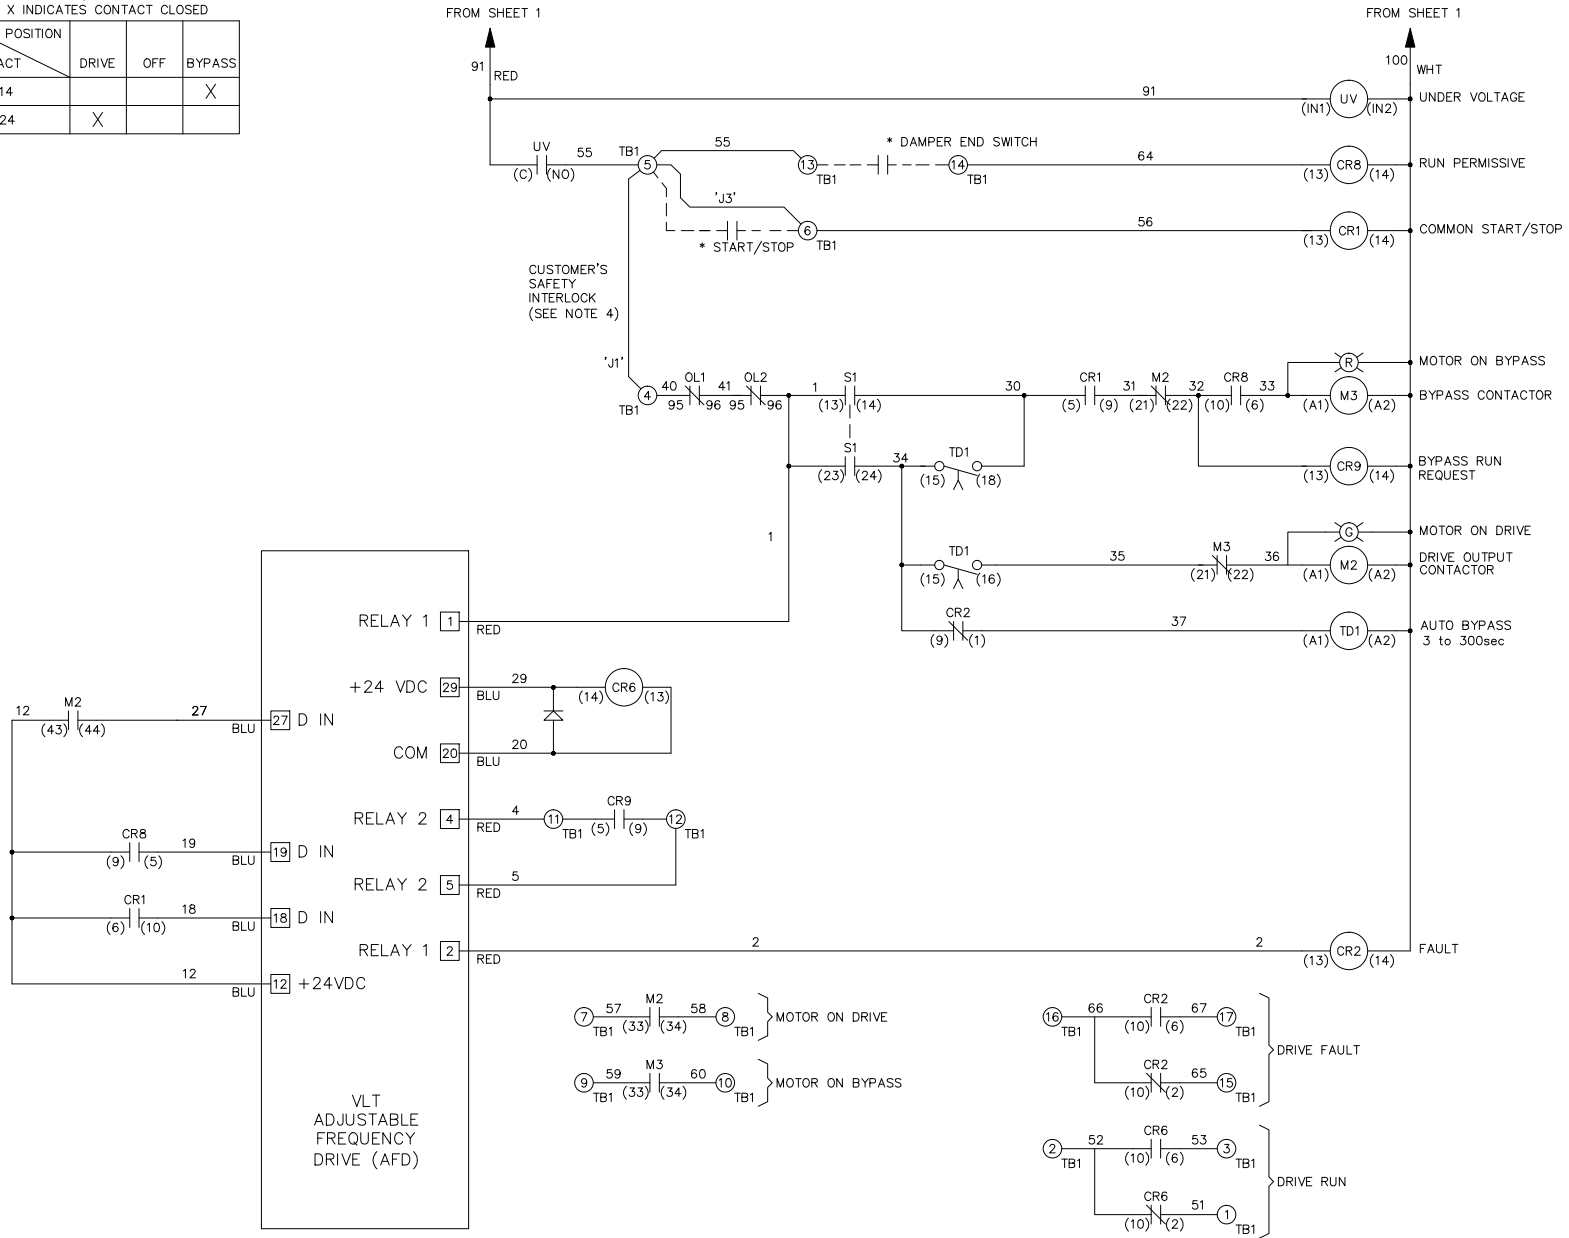 X INDICATES CONTACT CLOSED
POSITION
ACT DRIVE OFF BYPASS
14 X
24 X
FROM SHEET 1 FROM SHEET 1
91 RED 100 WHT
91 (IN1) UV (IN2) UNDER VOLTAGE
UV 55 TB1 5 55 13 * DAMPER END SWITCH 14 64 CR8 RUN PERMISSIVE
(C) (NO) TB1 TB1 (13) (14)
'J3' 6 56 CR1 COMMON START/STOP
* START/STOP TB1 (13) (14)
CUSTOMER'S
SAFETY
INTERLOCK
(SEE NOTE 4)
R MOTOR ON BYPASS
'J1' 4 40 OL1 41 OL2 1 S1 30 CR1 31 M2 32 CR8 33 M3 BYPASS CONTACTOR
TB1 95 96 95 96 (13) (14) (5) (9) (21) (22) (10) (6) (A1) (A2)
S1 34 TD1 CR9 BYPASS RUN
REQUEST
(23) (24) (15) (18) (13) (14)
1
G MOTOR ON DRIVE
TD1 35 M3 36 M2 DRIVE OUTPUT
CONTACTOR
(15) (16) (21) (22) (A1) (A2)
CR2 37 TD1 AUTO BYPASS
3 to 300sec
(9) (1) (A1) (A2)
RELAY 1 1 RED
+24 VDC 29 29 CR6
BLU (14) (13)
12 M2 27 27 D IN
(43) (44) BLU
COM 20 20
BLU
RELAY 2 4 4 11 CR9 12
RED TB1 (5) (9) TB1
CR8 19 19 D IN
(9) (5) BLU
RELAY 2 5 5
RED
CR1 18 18 D IN
(6) (10) BLU
RELAY 1 2 2 2 CR2 FAULT
RED (13) (14)
12 12 +24VDC
BLU
7 57 M2 58 8 MOTOR ON DRIVE
TB1 (33) (34) TB1
9 59 M3 60 10 MOTOR ON BYPASS
TB1 (33) (34) TB1
16 66 CR2 67 17
TB1 (10) (6) TB1
DRIVE FAULT
CR2 65 15
(10) (2) TB1
2 52 CR6 53 3
TB1 (10) (6) TB1
DRIVE RUN
CR6 51 1
(10) (2) TB1
VLT
ADJUSTABLE
FREQUENCY
DRIVE (AFD)